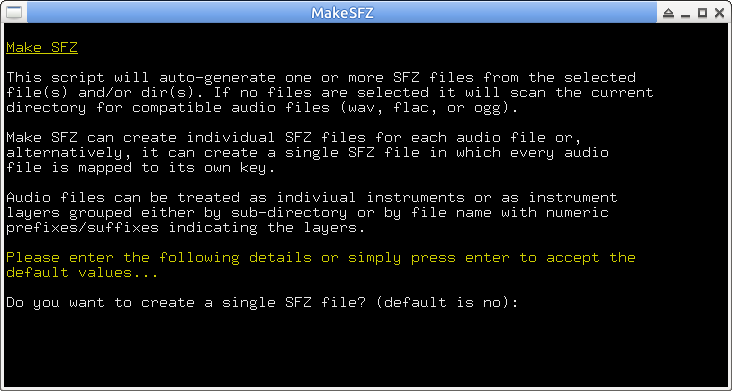 MakeSFZ
Make SFZ
This script will auto-generate one or more SFZ files from the selected
file(s) and/or dir(s). If no files are selected it will scan the current
directory for compatible audio files (wav, flac, or ogg).
Make SFZ can create individual SFZ files for each audio file or,
alternatively, it can create a single SFZ file in which every audio
file is mapped to its own key.
Audio files can be treated as indiviual instruments or as instrument
layers grouped either by sub-directory or by file name with numeric
prefixes/suffixes indicating the layers.
Please enter the following details or simply press enter to accept the
default values...
Do you want to create a single SFZ file? (default is no):